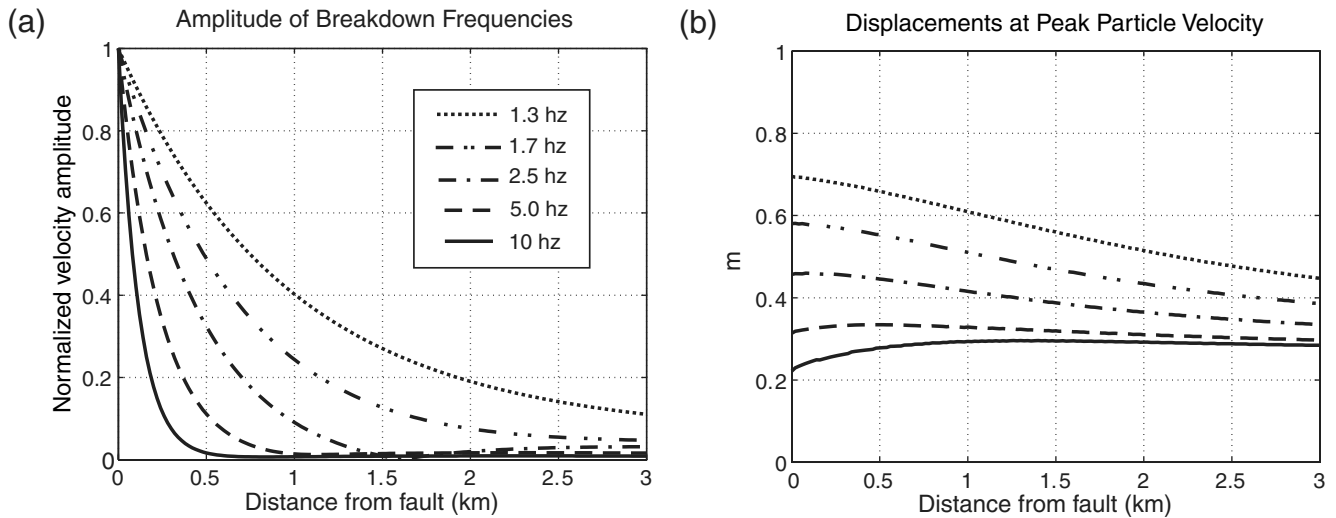 (a)
Amplitude of Breakdown Frequencies
Normalized velocity amplitude
1
0.8
0.6
0.4
0.2
0
1.3 hz
1.7 hz
2.5 hz
5.0 hz
10 hz
0 0.5 1 1.5 2 2.5 3
Distance from fault (km)
(b)
Displacements at Peak Particle Velocity
m
1
0.8
0.6
0.4
0.2
0
0 0.5 1 1.5 2 2.5 3
Distance from fault (km)